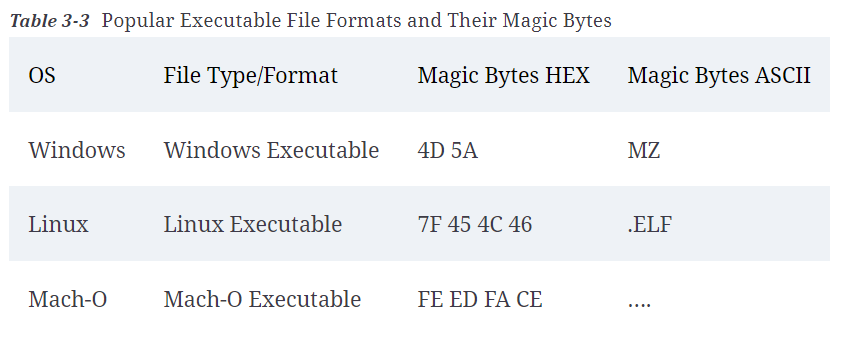 Table 3-3 Popular Executable File Formats and Their Magic Bytes
OS File Type/Format Magic Bytes HEX Magic Bytes ASCII
Windows Windows Executable 4D 5A MZ
Linux Linux Executable 7F 45 4C 46 .ELF
Mach-O Mach-O Executable FE ED FA CE ....